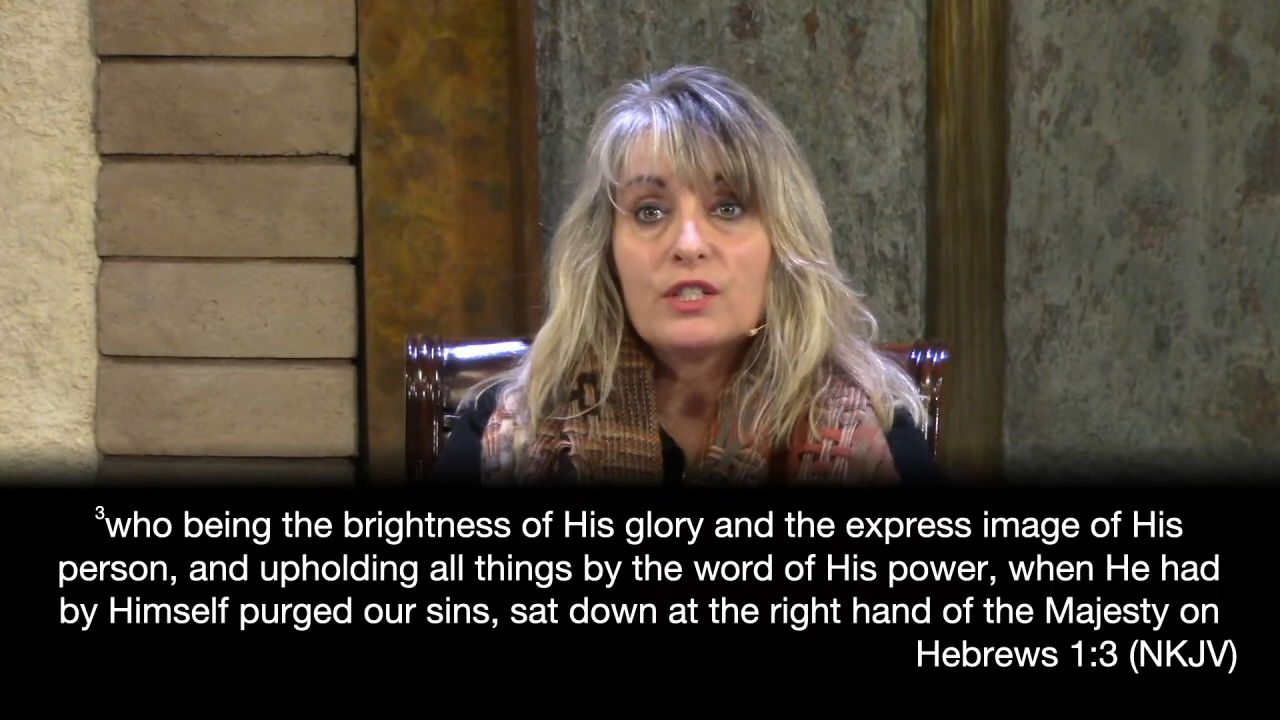 ³who being the brightness of His glory and the express image of His
person, and upholding all things by the word of His power, when He had
by Himself purged our sins, sat down at the right hand of the Majesty on
Hebrews 1:3 (NKJV)